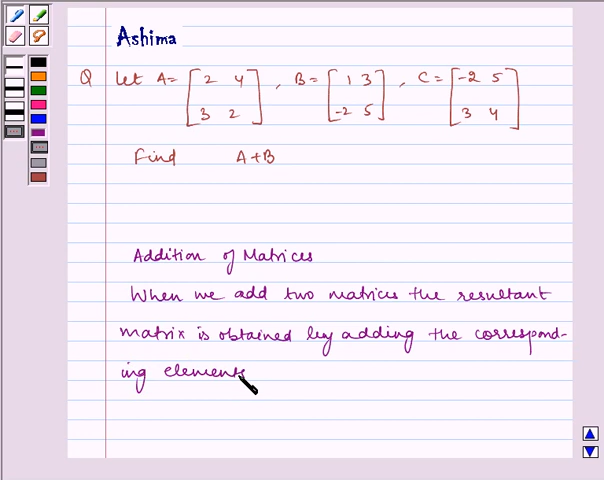 Ashima
Q Let A = [2 4 , B = [1 3 , C = [-2 5
3 2] -2 5] 3 4]
Find A+B
Addition of Matrices
When we add two matrices the resultant
matrix is obtained by adding the correspond-
ing elements